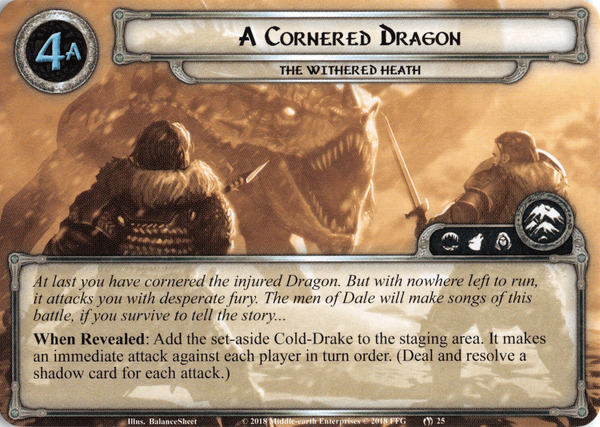 4A
A Cornered Dragon
The Withered Heath
At last you have cornered the injured Dragon. But with nowhere left to run,
it attacks you with desperate fury. The men of Dale will make songs of this
battle, if you survive to tell the story...
When Revealed: Add the set-aside Cold-Drake to the staging area. It makes
an immediate attack against each player in turn order. (Deal and resolve a
shadow card for each attack.)
Illus. BalanceSheet © 2018 Middle-earth Enterprises © 2018 FFG 25